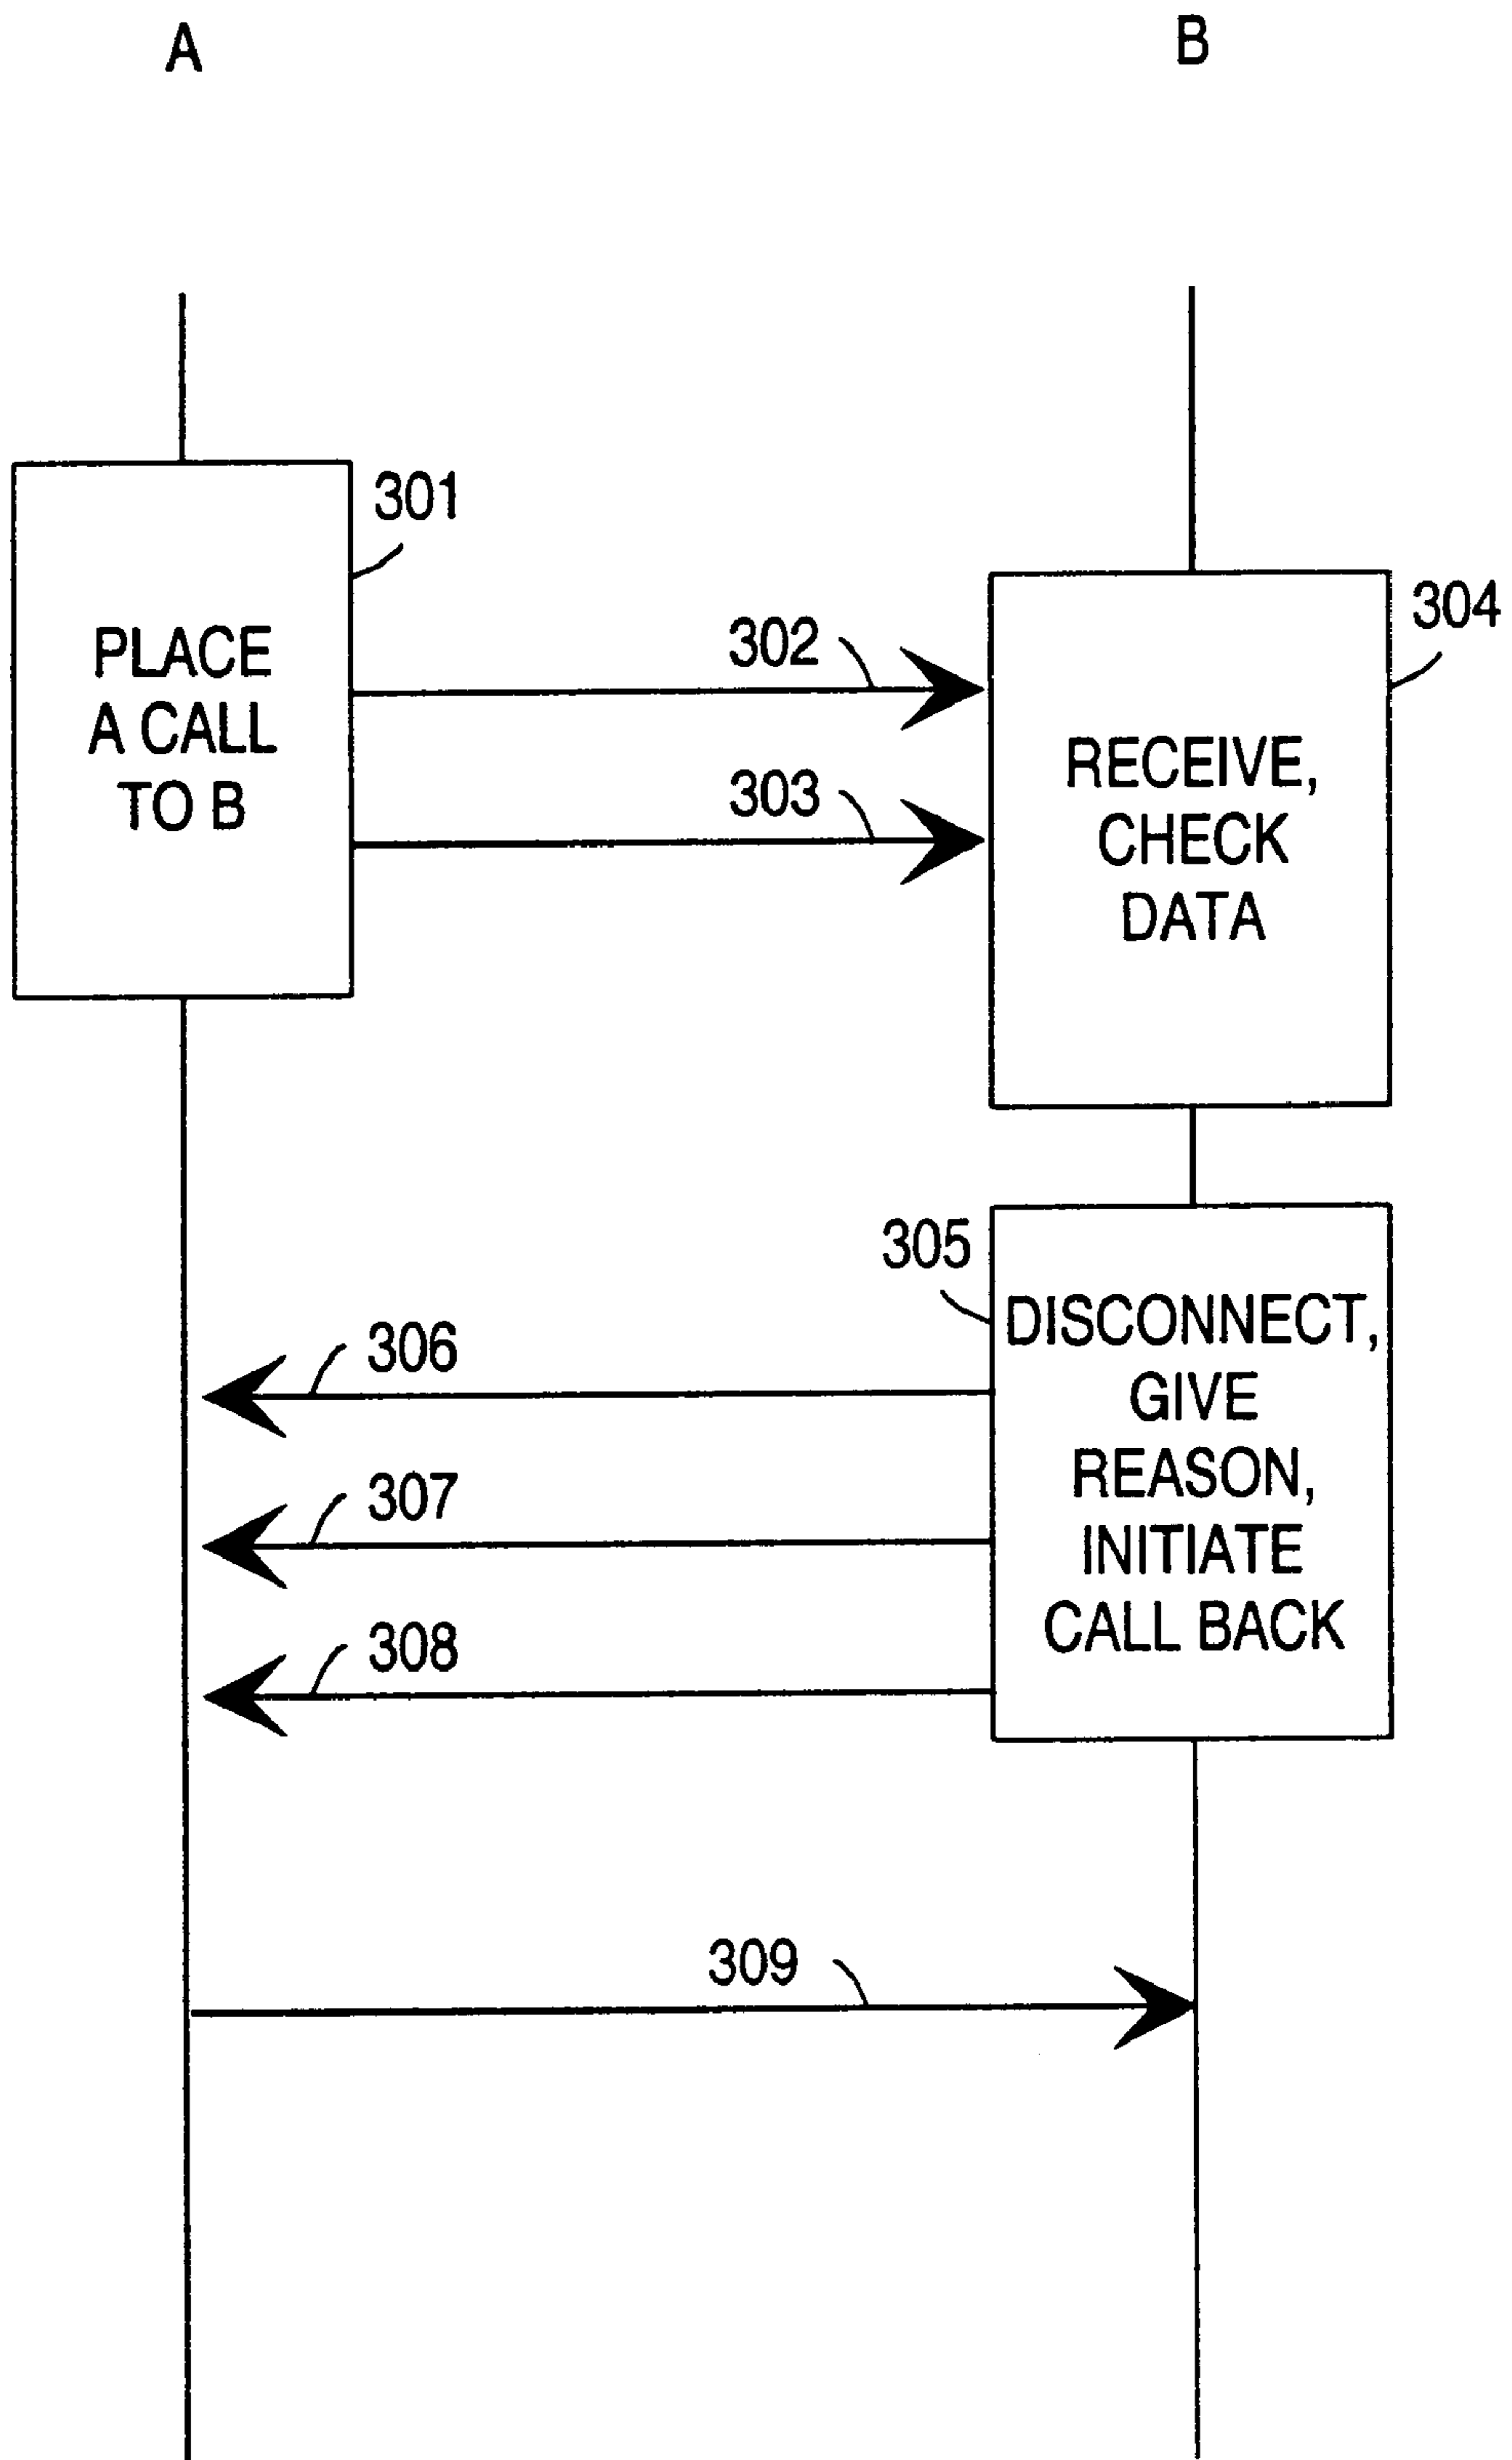 A
B
301
PLACE
A CALL
TO B
302
303
304
RECEIVE,
CHECK
DATA
305
DISCONNECT,
GIVE
REASON,
INITIATE
CALL BACK
306
307
308
309